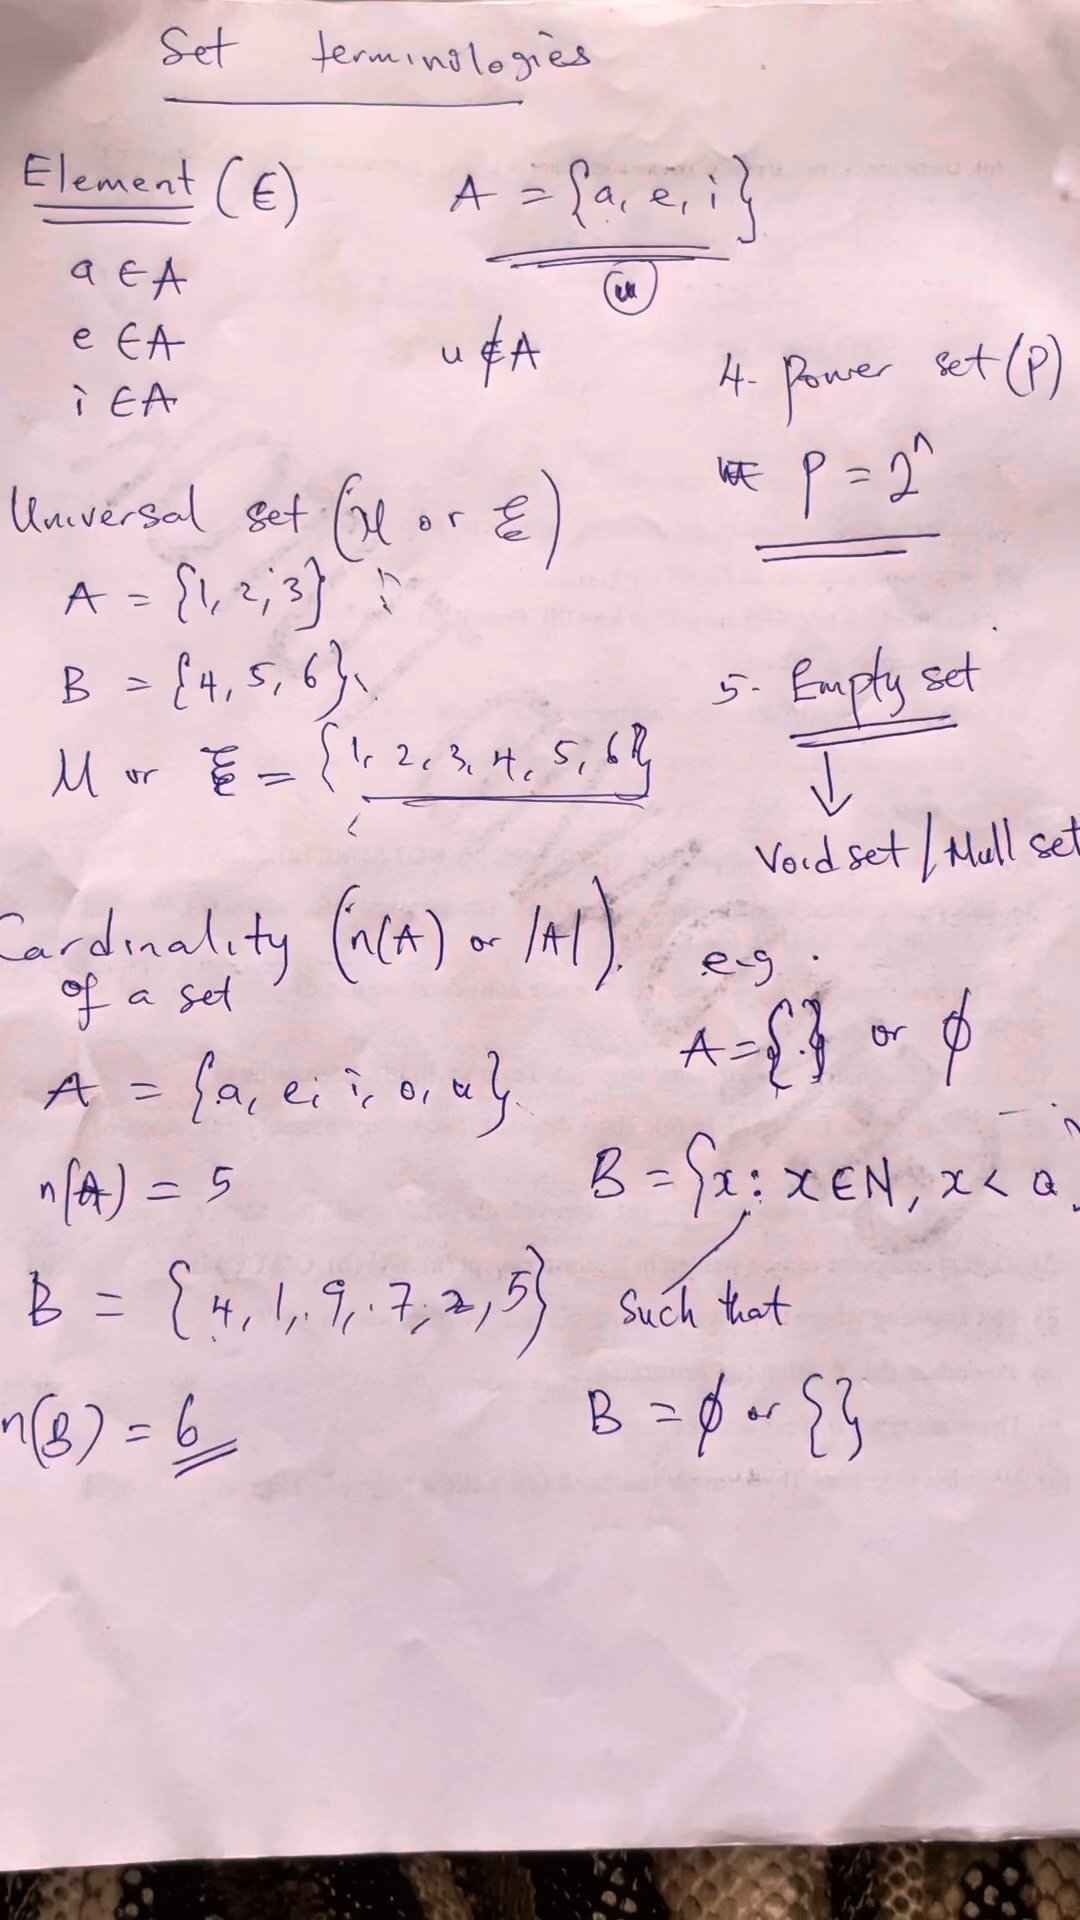 Set terminologies
Element (∈)
A = {a, e, i}
a ∈ A
e ∈ A
i ∈ A
u ∉ A
Universal set (μ or ξ)
A = {1, 2, 3}
B = {4, 5, 6}
μ or ξ = {1, 2, 3, 4, 5, 6}
Cardinality (n(A) or |A|).
of a set
A = {a, e, i, o, u}
n(A) = 5
B = {4, 1, 9, 7, 2, 5}
n(B) = 6
4. Power set (P)
P = 2ⁿ
5. Empty set
↓
Void set / Null set
e.g.
A = {} or φ
B = {x: x ∈ N, x <
such that
B = φ or {}